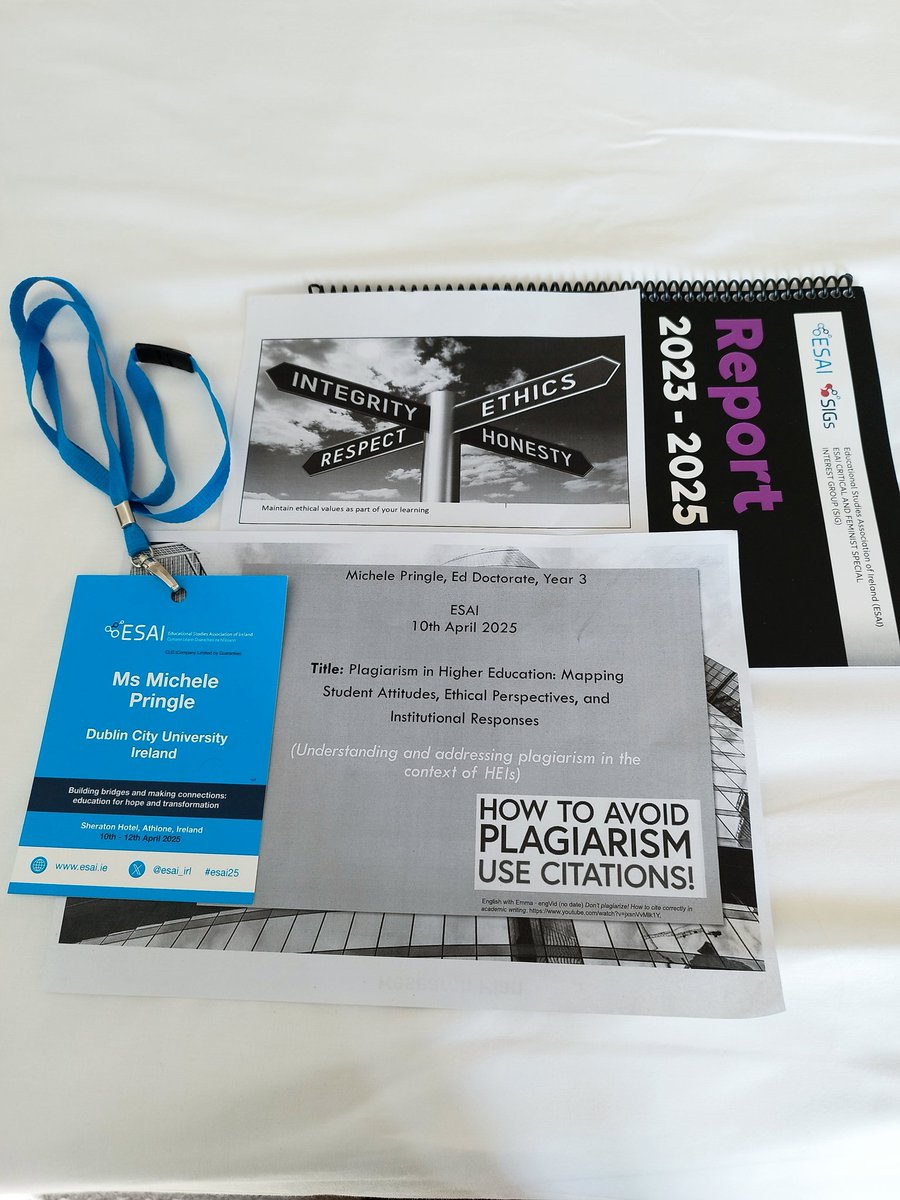 INTEGRITY
ETHICS
RESPECT
HONESTY
Maintain ethical values as part of your learning
Report
2023 - 2025
ESAI SIGs
Educational Studies Association of Ireland (ESAI)
ESAI CRITICAL AND FEMINIST SPECIAL
INTEREST GROUP (SIG)
Michele Pringle, Ed Doctorate, Year 3
ESAI
10th April 2025
Title: Plagiarism in Higher Education: Mapping
Student Attitudes, Ethical Perspectives, and
Institutional Responses
(Understanding and addressing plagiarism in the
context of HEIs)
HOW TO AVOID
PLAGIARISM
USE CITATIONS!
English with Emma - engVid (no date) Don't plagiarize! How to cite correctly in
academic writing.
ESAI Educational Studies Association of Ireland
CLG (Company Limited by Guarantee)
Ms Michele
Pringle
Dublin City University
Ireland
Building bridges and making connections:
education for hope and transformation
Sheraton Hotel, Athlone, Ireland
10th - 12th April 2025
www.esai.ie @esai_irl #esai25
Research Plan